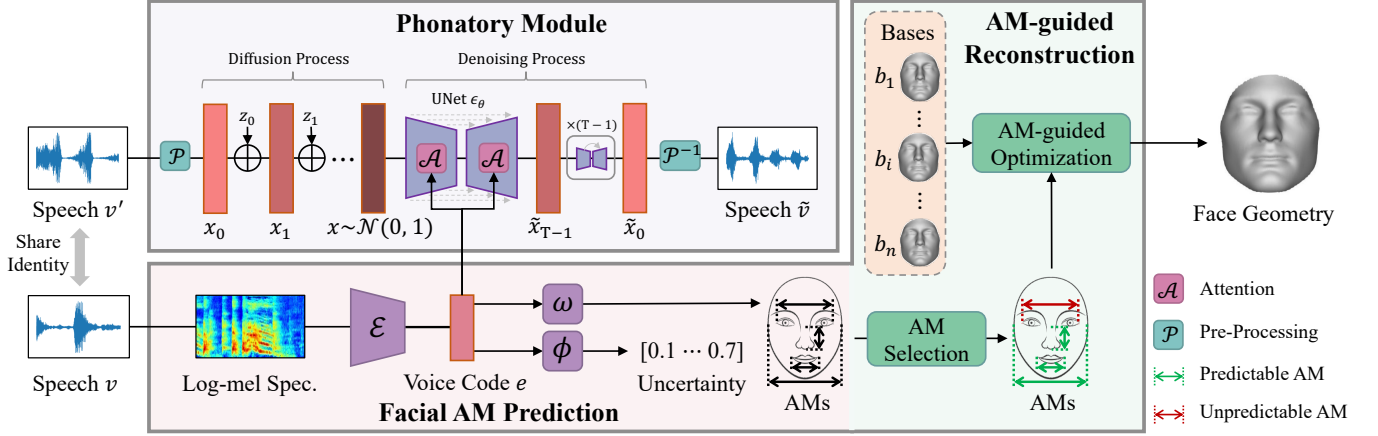 Phonatory Module
Diffusion Process
Denoising Process
UNet ϵ_θ
z_0
z_1
×(T − 1)
𝒫
...
𝒜
𝒜
𝒫⁻¹
Speech v′
x_0
x_1
x~𝒩(0, 1)
x̃_{T−1}
x̃_0
Speech ṽ
Share
Identity
Speech v
Log-mel Spec.
ℰ
Voice Code e
ω
ϕ
[0.1 ⋯ 0.7]
Uncertainty
AMs
Facial AM Prediction
AM-guided
Reconstruction
Bases
b_1
⋮
b_i
⋮
b_n
AM-guided
Optimization
Face Geometry
AM
Selection
AMs
𝒜 Attention
𝒫 Pre-Processing
Predictable AM
Unpredictable AM